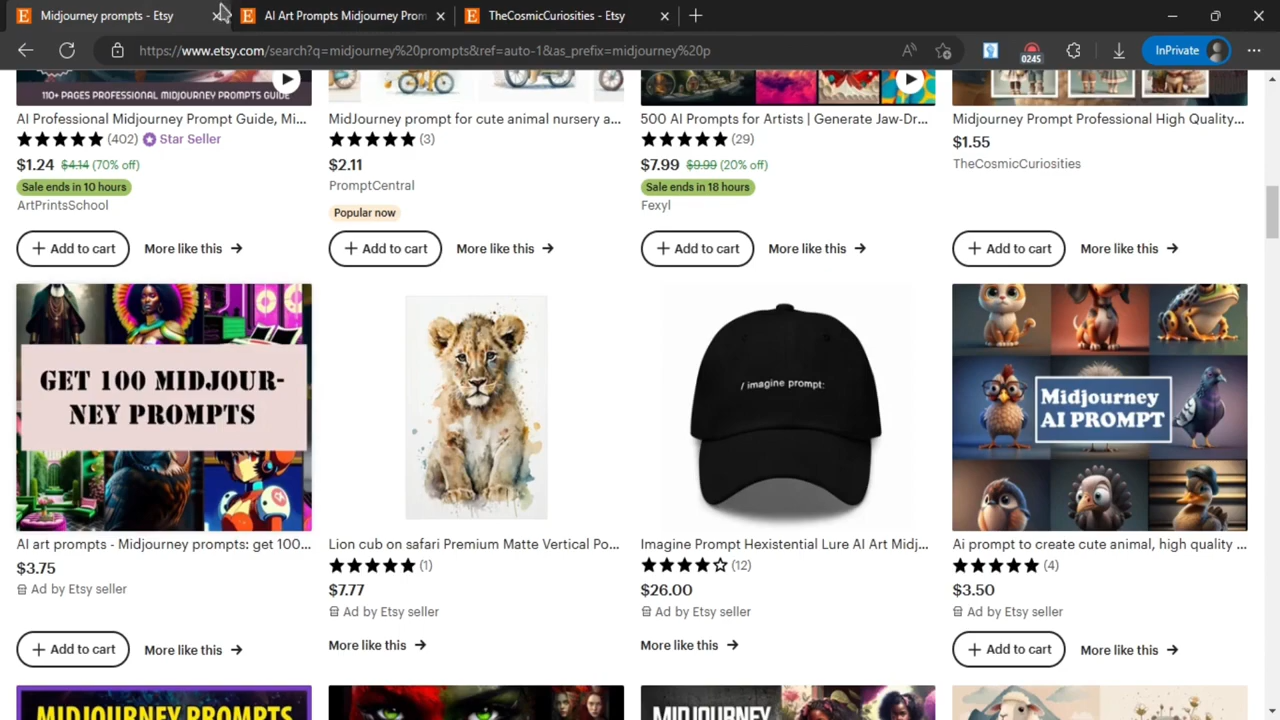 Midjourney prompts - Etsy
AI Art Prompts Midjourney Prom
TheCosmicCuriosities - Etsy
https://www.etsy.com/search?q=midjourney%20prompts&ref=auto-1&as_prefix=midjourney%20p
0245
InPrivate
110+ PAGES PROFESSIONAL MIDJOURNEY PROMPTS GUIDE
AI Professional Midjourney Prompt Guide, Mi...
(402) Star Seller
$1.24 $4.14 (70% off)
Sale ends in 10 hours
ArtPrintsSchool
+ Add to cart More like this →
MidJourney prompt for cute animal nursery a...
(3)
$2.11
PromptCentral
Popular now
+ Add to cart More like this →
500 AI Prompts for Artists | Generate Jaw-Dr...
(29)
$7.99 $9.99 (20% off)
Sale ends in 18 hours
Fexyl
+ Add to cart More like this →
Midjourney Prompt Professional High Quality...
$1.55
TheCosmicCuriosities
+ Add to cart More like this →
GET 100 MIDJOUR-
NEY PROMPTS
AI art prompts - Midjourney prompts: get 100...
$3.75
Ad by Etsy seller
+ Add to cart More like this →
Lion cub on safari Premium Matte Vertical Po...
(1)
$7.77
Ad by Etsy seller
More like this →
/ imagine prompt:
Imagine Prompt Hexistential Lure AI Art Midj...
(12)
$26.00
Ad by Etsy seller
More like this →
Midjourney
AI PROMPT
Ai prompt to create cute animal, high quality ...
(4)
$3.50
Ad by Etsy seller
+ Add to cart More like this →
MIDJOURNEY PROMPTS
MIDJOURNEY